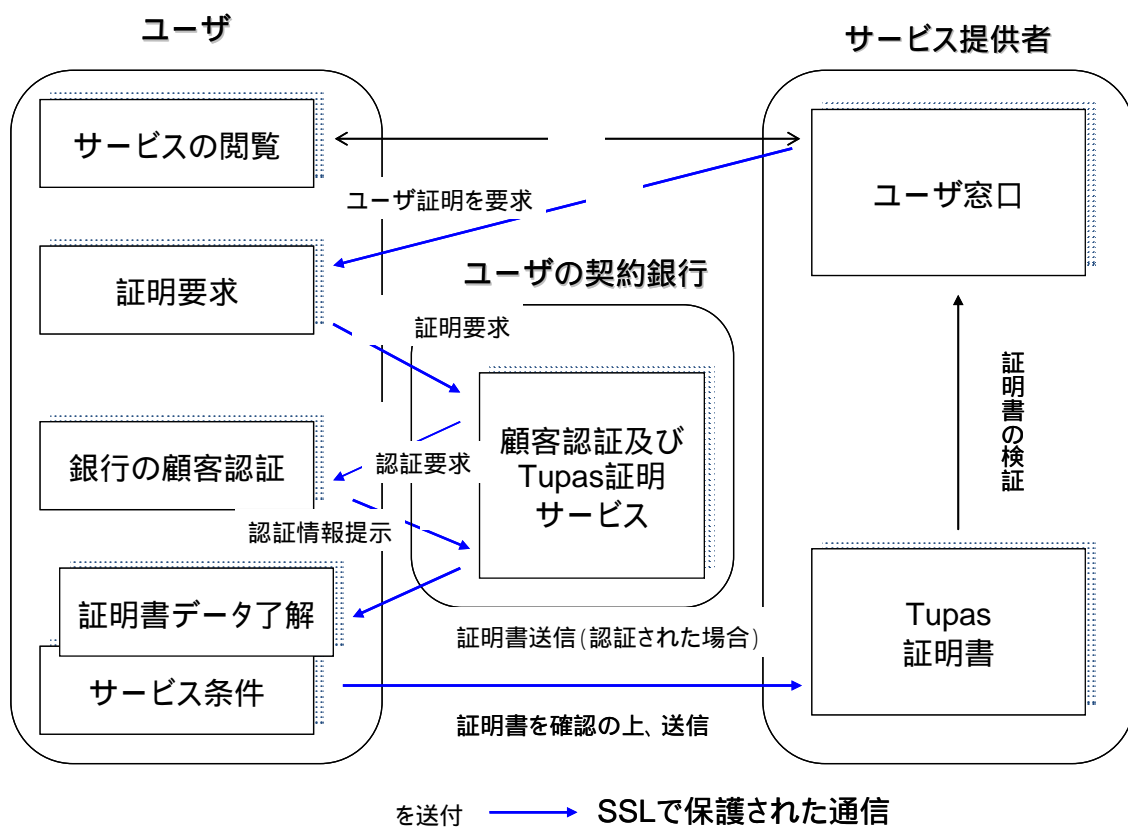 ユーザ
サービス提供者
サービスの閲覧
ユーザ窓口
ユーザ証明を要求
証明要求
ユーザの契約銀行
証明要求
顧客認証及び
Tupas証明
サービス
証明書の検証
銀行の顧客認証
認証要求
認証情報提示
証明書データ了解
サービス条件
証明書送信(認証された場合)
Tupas
証明書
証明書を確認の上、送信
を送付
SSLで保護された通信